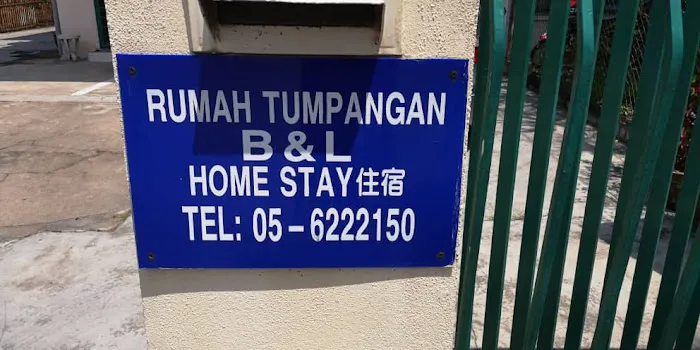 RUMAH TUMPANGAN
B & L
HOME STAY住宿
TEL: 05 – 6222150